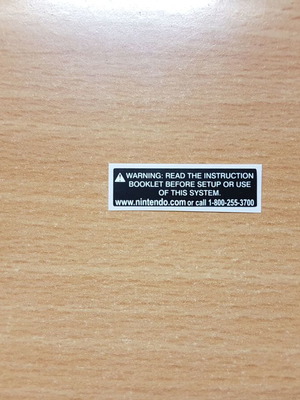 WARNING: READ THE INSTRUCTION
BOOKLET BEFORE SETUP OR USE
OF THIS SYSTEM.
www.nintendo.com or call 1-800-255-3700